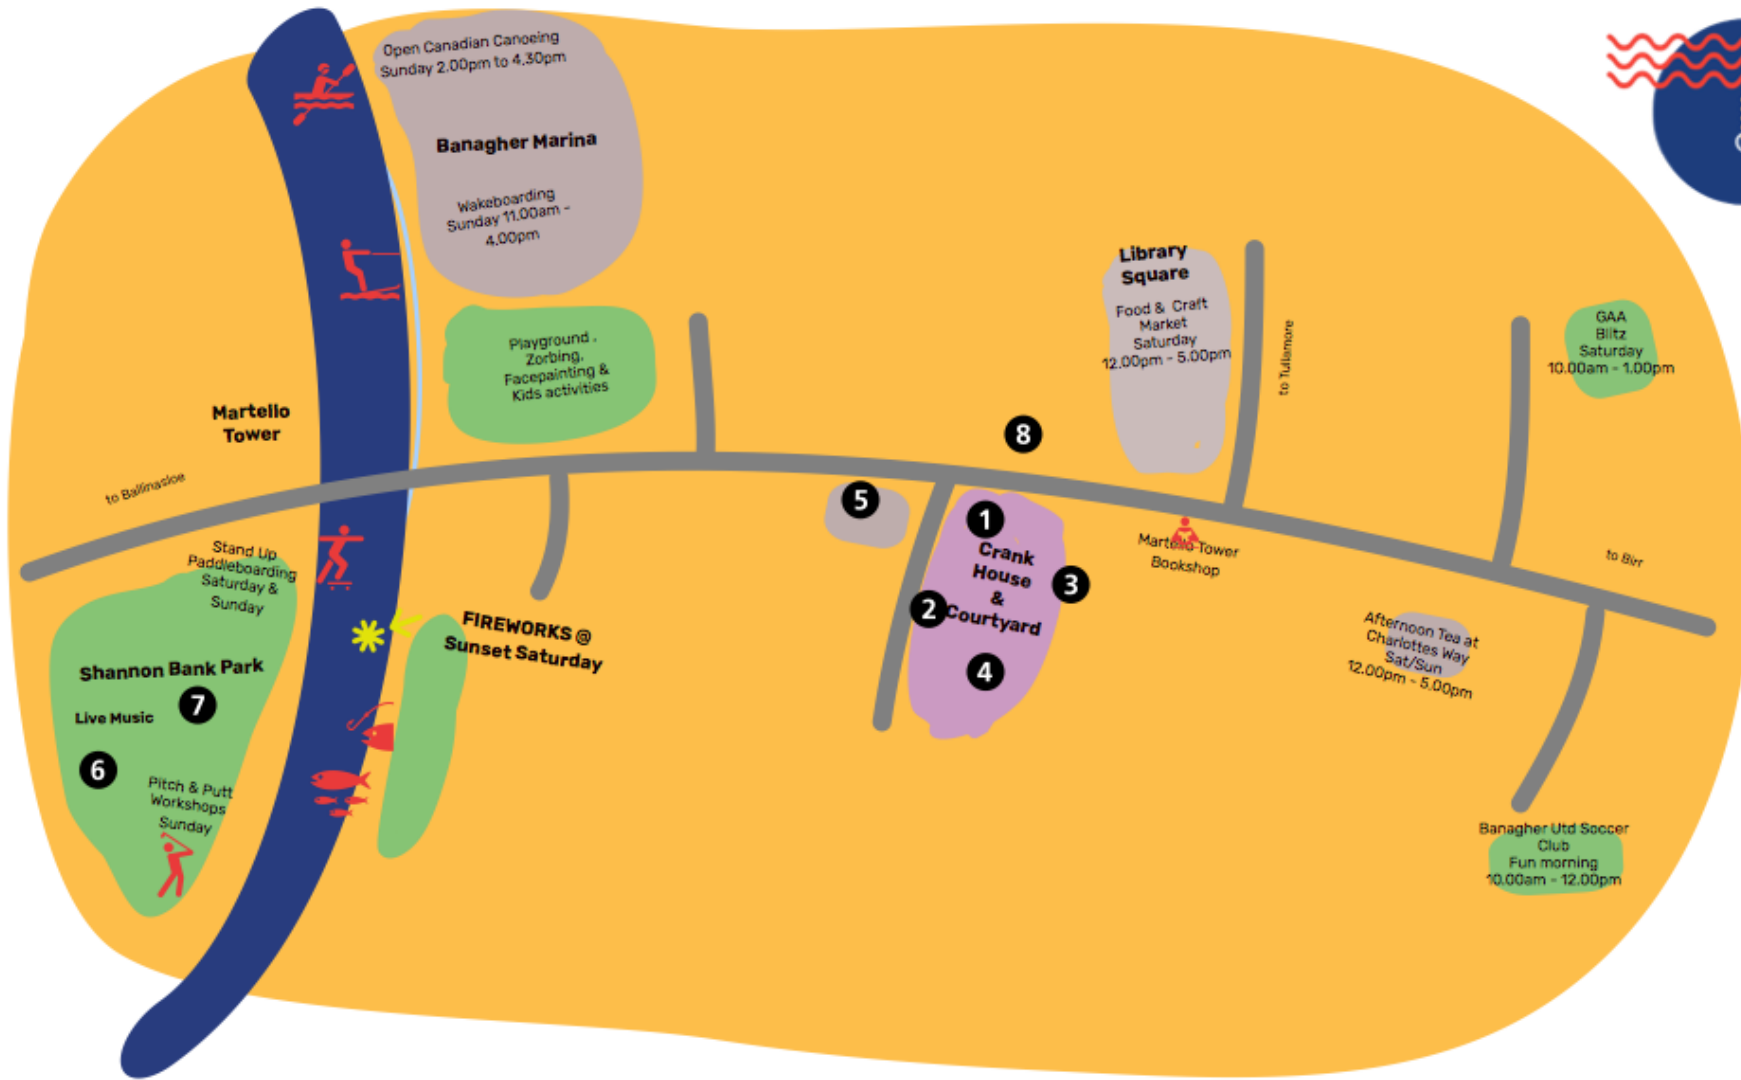 Open Canadian Canoeing
Sunday 2.00pm to 4.30pm
Banagher Marina
Wakeboarding
Sunday 11.00am -
4.00pm
Playground ,
Zorbing,
Facepainting &
Kids activities
Martello
Tower
to Ballinasloe
Stand Up
Paddleboarding
Saturday &
Sunday
Shannon Bank Park
7
Live Music
6
Pitch & Putt
Workshops
Sunday
FIREWORKS @
Sunset Saturday
5
8
1
Crank
House
&
Courtyard
2
3
4
Library
Square
Food & Craft
Market
Saturday
12.00pm - 5.00pm
to Tullamore
Martello Tower
Bookshop
GAA
Blitz
Saturday
10.00am - 1.00pm
to Birr
Afternoon Tea at
Charlottes Way
Sat/Sun
12.00pm - 5.00pm
Banagher Utd Soccer
Club
Fun morning
10.00am - 12.00pm